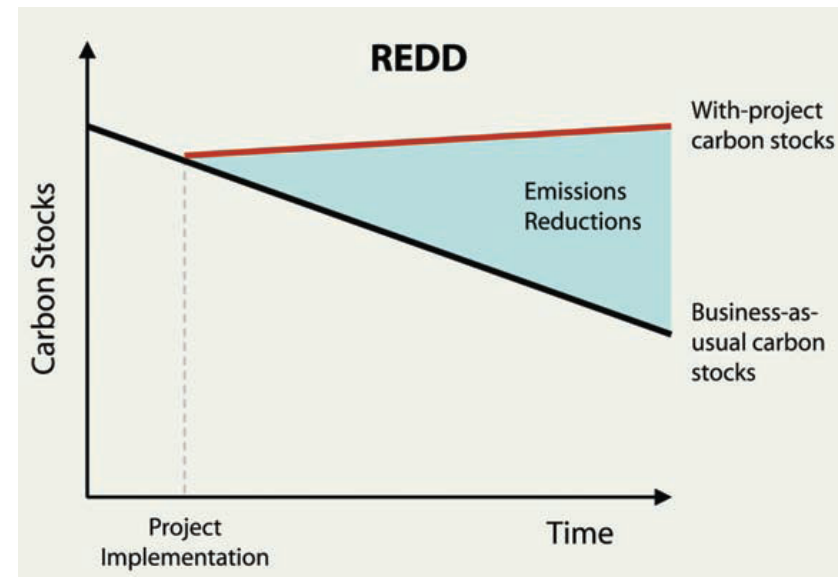 REDD
With-project
carbon stocks
Emissions
Reductions
Carbon Stocks
Business-as-
usual carbon
stocks
Project
Implementation
Time